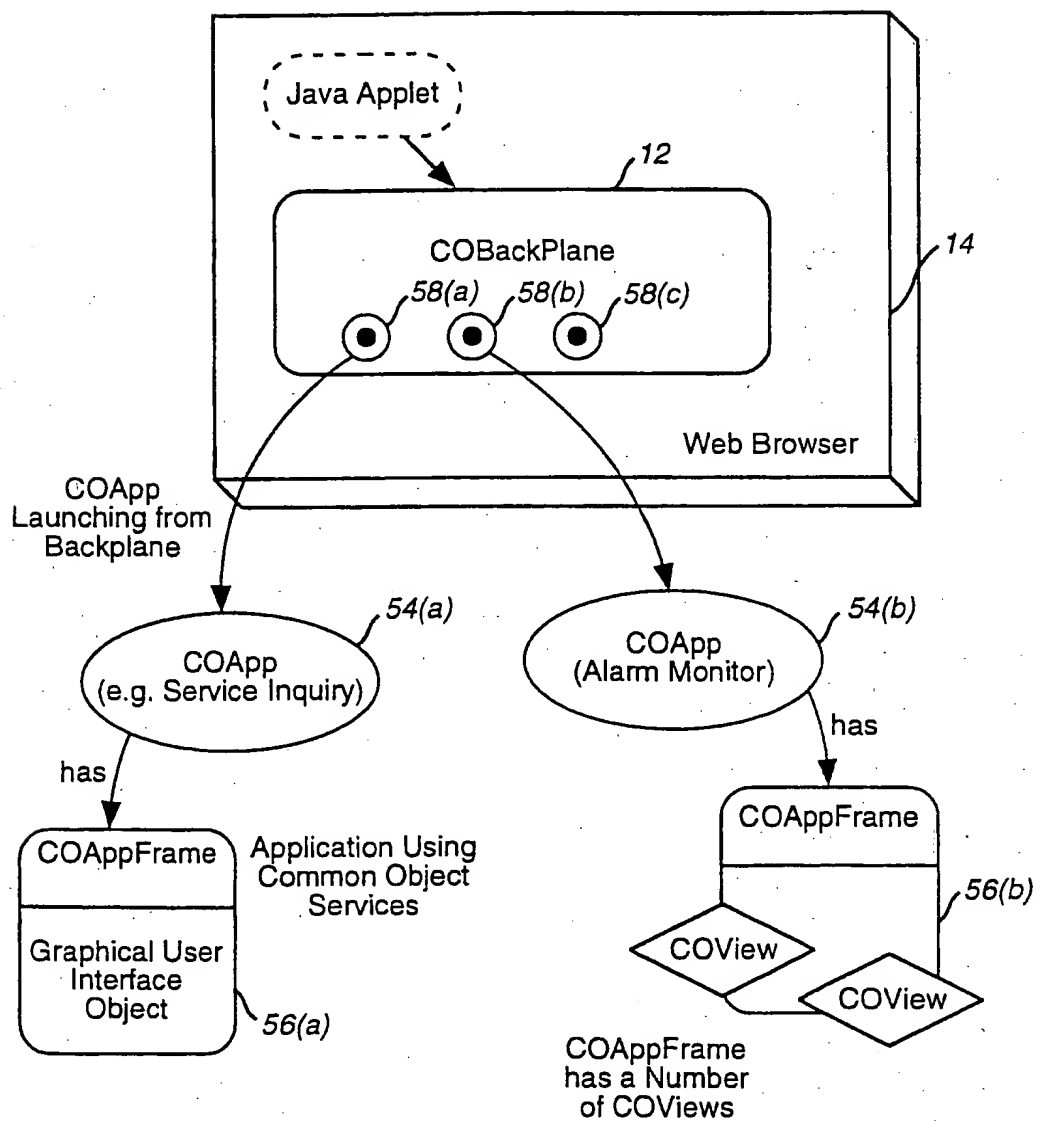 Java Applet
12
COBackPlane
14
58(a)
58(b)
58(c)
Web Browser
COApp
Launching from
Backplane
54(a)
COApp
(e.g. Service Inquiry)
54(b)
COApp
(Alarm Monitor)
has
has
COAppFrame
Application Using
Common Object
Services
COAppFrame
56(b)
Graphical User
Interface
Object
COView
COView
56(a)
COAppFrame
has a Number
of COViews